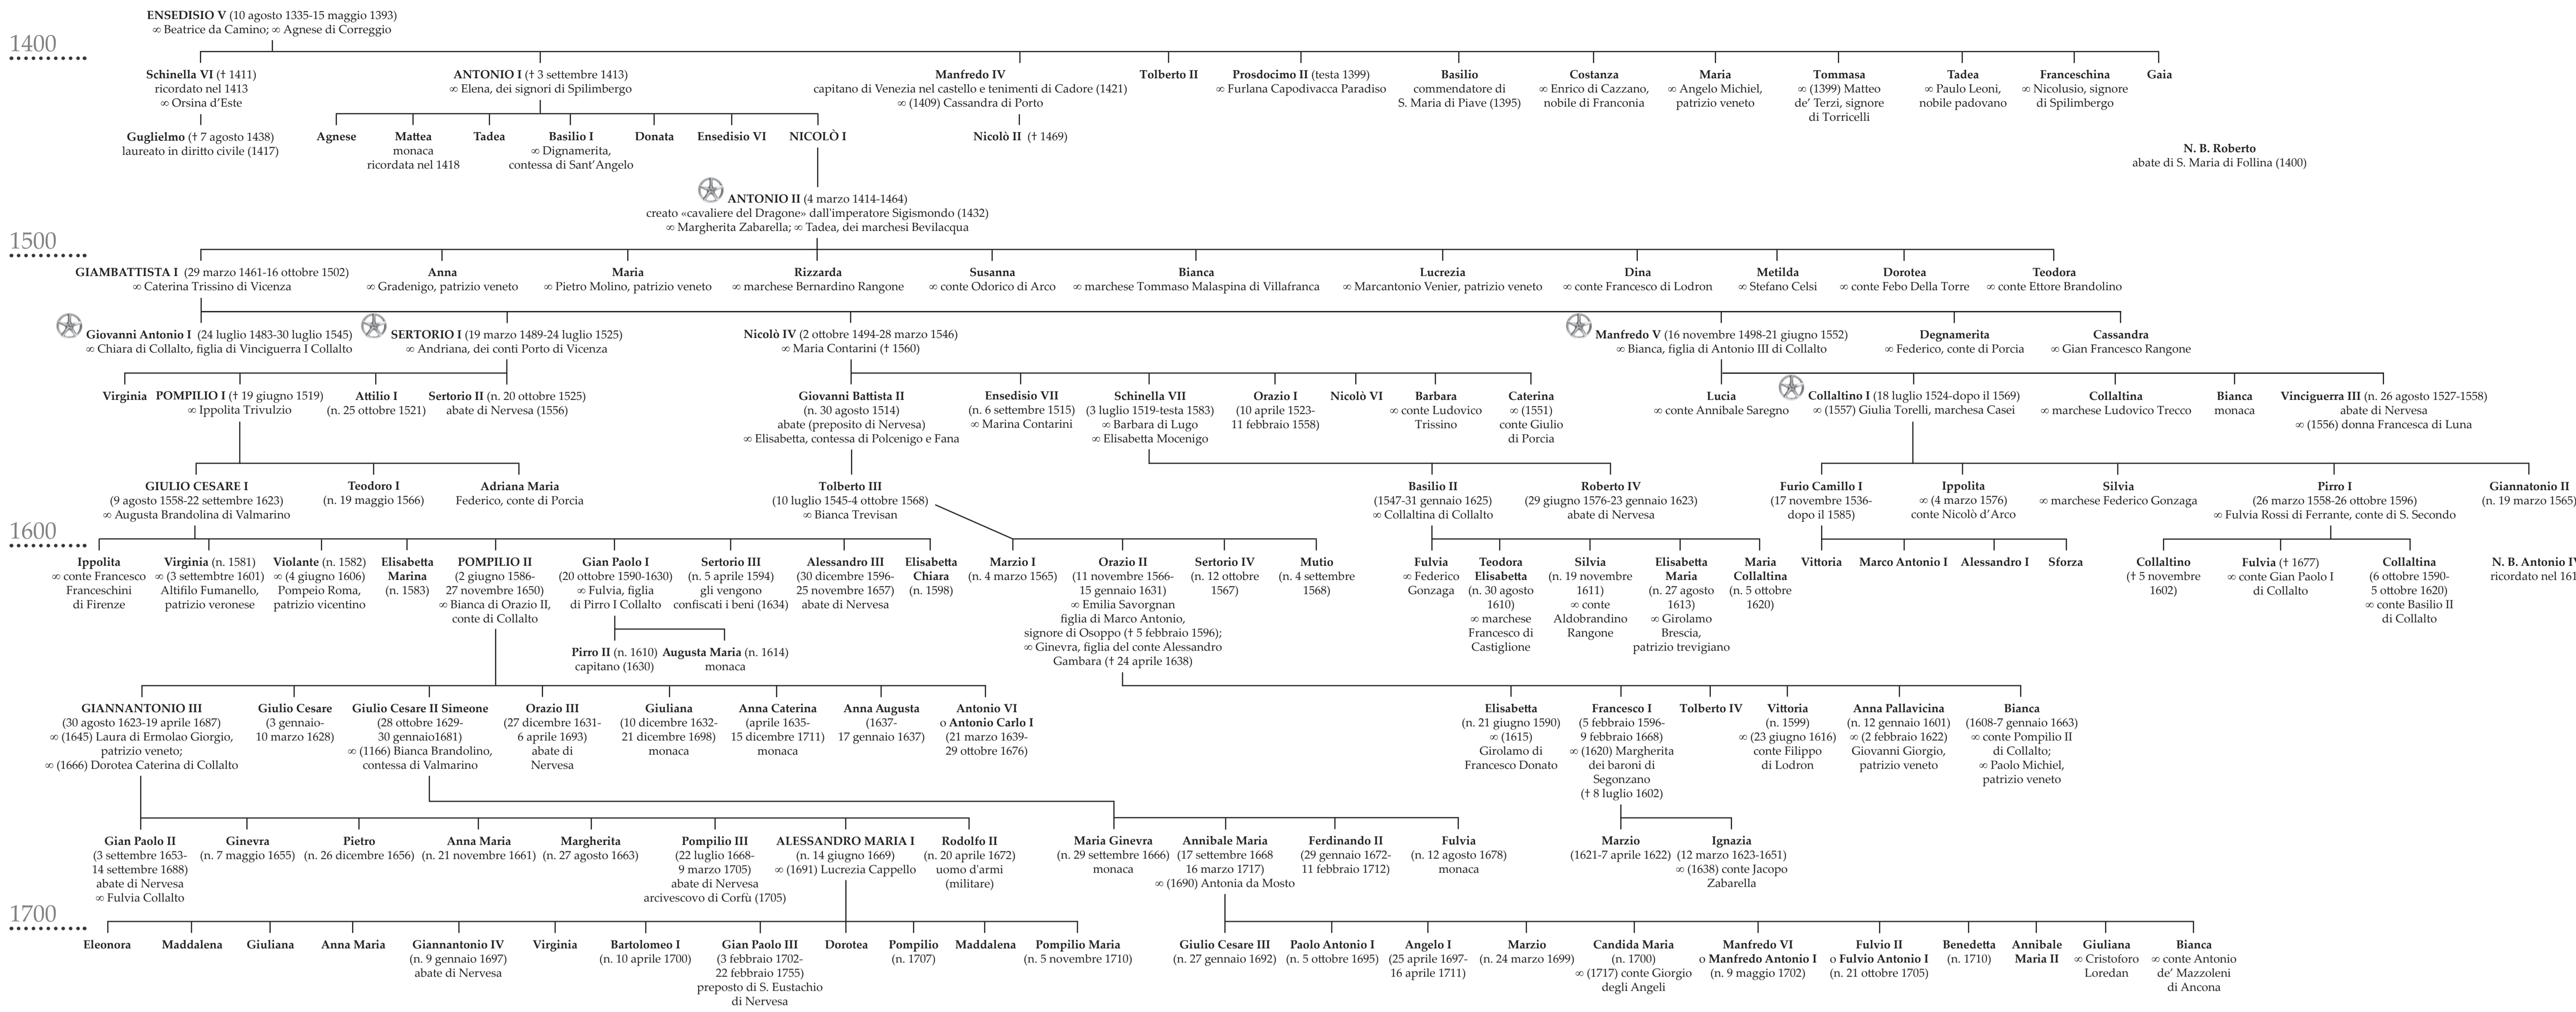 ENSEDISIO V (10 agosto 1335-15 maggio 1393)
∞ Beatrice da Camino; ∞ Agnese di Correggio
1400
Schinella VI († 1411)
ricordato nel 1413
∞ Orsina d'Este
ANTONIO I († 3 settembre 1413)
∞ Elena, dei signori di Spilimbergo
Manfredo IV
capitano di Venezia nel castello e tenimenti di Cadore (1421)
∞ (1409) Cassandra di Porto
Tolberto II
Prosdocimo II (testa 1399)
∞ Furlana Capodivacca Paradiso
Basilio
commendatore di
S. Maria di Piave (1395)
Costanza
∞ Enrico di Cazzano,
nobile di Franconia
Maria
∞ Angelo Michiel,
patrizio veneto
Tommasa
∞ (1399) Matteo
de' Terzi, signore
di Torricelli
Tadea
∞ Paulo Leoni,
nobile padovano
Franceschina
∞ Nicolusio, signore
di Spilimbergo
Gaia
Guglielmo († 7 agosto 1438)
laureato in diritto civile (1417)
Agnese
Mattea
monaca
ricordata nel 1418
Tadea
Basilio I
∞ Dignamerita,
contessa di Sant'Angelo
Donata
Ensedisio VI
NICOLÒ I
Nicolò II († 1469)
N. B. Roberto
abate di S. Maria di Follina (1400)
ANTONIO II (4 marzo 1414-1464)
creato «cavaliere del Dragone» dall'imperatore Sigismondo (1432)
∞ Margherita Zabarella; ∞ Tadea, dei marchesi Bevilacqua
1500
GIAMBATTISTA I (29 marzo 1461-16 ottobre 1502)
∞ Caterina Trissino di Vicenza
Anna
∞ Gradenigo, patrizio veneto
Maria
∞ Pietro Molino, patrizio veneto
Rizzarda
∞ marchese Bernardino Rangone
Susanna
∞ conte Odorico di Arco
Bianca
∞ marchese Tommaso Malaspina di Villafranca
Lucrezia
∞ Marcantonio Venier, patrizio veneto
Dina
∞ conte Francesco di Lodron
Metilda
∞ Stefano Celsi
Dorotea
∞ conte Febo Della Torre
Teodora
∞ conte Ettore Brandolino
Giovanni Antonio I (24 luglio 1483-30 luglio 1545)
∞ Chiara di Collalto, figlia di Vinciguerra I Collalto
SERTORIO I (19 marzo 1489-24 luglio 1525)
∞ Andriana, dei conti Porto di Vicenza
Nicolò IV (2 ottobre 1494-28 marzo 1546)
∞ Maria Contarini († 1560)
Manfredo V (16 novembre 1498-21 giugno 1552)
∞ Bianca, figlia di Antonio III di Collalto
Degnamerita
∞ Federico, conte di Porcia
Cassandra
∞ Gian Francesco Rangone
Virginia
POMPILIO I († 19 giugno 1519)
∞ Ippolita Trivulzio
Attilio I
(n. 25 ottobre 1521)
Sertorio II (n. 20 ottobre 1525)
abate di Nervesa (1556)
Giovanni Battista II
(n. 30 agosto 1514)
abate (preposito di Nervesa)
∞ Elisabetta, contessa di Polcenigo e Fana
Ensedisio VII
(n. 6 settembre 1515)
∞ Marina Contarini
Schinella VII
(3 luglio 1519-testa 1583)
∞ Barbara di Lugo
∞ Elisabetta Mocenigo
Orazio I
(10 aprile 1523-
11 febbraio 1558)
Nicolò VI
Barbara
∞ conte Ludovico
Trissino
Caterina
∞ (1551)
conte Giulio
di Porcia
Lucia
∞ conte Annibale Saregno
Collaltino I (18 luglio 1524-dopo il 1569)
∞ (1557) Giulia Torelli, marchesa Casei
Collaltina
∞ marchese Ludovico Trecco
Bianca
monaca
Vinciguerra III (n. 26 agosto 1527-1558)
abate di Nervesa
∞ (1556) donna Francesca di Luna
GIULIO CESARE I
(9 agosto 1558-22 settembre 1623)
∞ Augusta Brandolina di Valmarino
Teodoro I
(n. 19 maggio 1566)
Adriana Maria
Federico, conte di Porcia
Tolberto III
(10 luglio 1545-4 ottobre 1568)
∞ Bianca Trevisan
Basilio II
(1547-31 gennaio 1625)
∞ Collaltina di Collalto
Roberto IV
(29 giugno 1576-23 gennaio 1623)
abate di Nervesa
Furio Camillo I
(17 novembre 1536-
dopo il 1585)
Ippolita
∞ (4 marzo 1576)
conte Nicolò d'Arco
Silvia
∞ marchese Federico Gonzaga
Pirro I
(26 marzo 1558-26 ottobre 1596)
∞ Fulvia Rossi di Ferrante, conte di S. Secondo
Giannatonio II
(n. 19 marzo 1565)
1600
Ippolita
∞ conte Francesco
Franceschini
di Firenze
Virginia (n. 1581)
∞ (3 settembtre 1601)
Altifilo Fumanello,
patrizio veronese
Violante (n. 1582)
∞ (4 giugno 1606)
Pompeio Roma,
patrizio vicentino
Elisabetta
Marina
(n. 1583)
POMPILIO II
(2 giugno 1586-
27 novembre 1650)
∞ Bianca di Orazio II,
conte di Collalto
Gian Paolo I
(20 ottobre 1590-1630)
∞ Fulvia, figlia
di Pirro I Collalto
Sertorio III
(n. 5 aprile 1594)
gli vengono
confiscati i beni (1634)
Alessandro III
(30 dicembre 1596-
25 novembre 1657)
abate di Nervesa
Elisabetta
Chiara
(n. 1598)
Marzio I
(n. 4 marzo 1565)
Orazio II
(11 novembre 1566-
15 gennaio 1631)
∞ Emilia Savorgnan
figlia di Marco Antonio,
signore di Osoppo († 5 febbraio 1596);
∞ Ginevra, figlia del conte Alessandro
Gambara († 24 aprile 1638)
Sertorio IV
(n. 12 ottobre
1567)
Mutio
(n. 4 settembre
1568)
Fulvia
∞ Federico
Gonzaga
Teodora
Elisabetta
(n. 30 agosto
1610)
∞ marchese
Francesco di
Castiglione
Silvia
(n. 19 novembre
1611)
∞ conte
Aldobrandino
Rangone
Elisabetta
Maria
(n. 27 agosto
1613)
∞ Girolamo
Brescia,
patrizio trevigiano
Maria
Collaltina
(n. 5 ottobre
1620)
Vittoria
Marco Antonio I
Alessandro I
Sforza
Collaltino
(† 5 novembre
1602)
Fulvia († 1677)
∞ conte Gian Paolo I
di Collalto
Collaltina
(6 ottobre 1590-
5 ottobre 1620)
∞ conte Basilio II
di Collalto
N. B. Antonio
ricordato nel
Pirro II (n. 1610)
capitano (1630)
Augusta Maria (n. 1614)
monaca
GIANNANTONIO III
(30 agosto 1623-19 aprile 1687)
∞ (1645) Laura di Ermolao Giorgio,
patrizio veneto;
∞ (1666) Dorotea Caterina di Collalto
Giulio Cesare
(3 gennaio-
10 marzo 1628)
Giulio Cesare II Simeone
(28 ottobre 1629-
30 gennaio1681)
∞ (1166) Bianca Brandolino,
contessa di Valmarino
Orazio III
(27 dicembre 1631-
6 aprile 1693)
abate di
Nervesa
Giuliana
(10 dicembre 1632-
21 dicembre 1698)
monaca
Anna Caterina
(aprile 1635-
15 dicembre 1711)
monaca
Anna Augusta
(1637-
17 gennaio 1637)
Antonio VI
o Antonio Carlo I
(21 marzo 1639-
29 ottobre 1676)
Elisabetta
(n. 21 giugno 1590)
∞ (1615)
Girolamo di
Francesco Donato
Francesco I
(5 febbraio 1596-
9 febbraio 1668)
∞ (1620) Margherita
dei baroni di
Segonzano
(† 8 luglio 1602)
Tolberto IV
Vittoria
(n. 1599)
∞ (23 giugno 1616)
conte Filippo
di Lodron
Anna Pallavicina
(n. 12 gennaio 1601)
∞ (2 febbraio 1622)
Giovanni Giorgio,
patrizio veneto
Bianca
(1608-7 gennaio 1663)
∞ conte Pompilio II
di Collalto;
∞ Paolo Michiel,
patrizio veneto
Gian Paolo II
(3 settembre 1653-
14 settembre 1688)
abate di Nervesa
∞ Fulvia Collalto
Ginevra
(n. 7 maggio 1655)
Pietro
(n. 26 dicembre 1656)
Anna Maria
(n. 21 novembre 1661)
Margherita
(n. 27 agosto 1663)
Pompilio III
(22 luglio 1668-
9 marzo 1705)
abate di Nervesa
arcivescovo di Corfù (1705)
ALESSANDRO MARIA I
(n. 14 giugno 1669)
∞ (1691) Lucrezia Cappello
Rodolfo II
(n. 20 aprile 1672)
uomo d'armi
(militare)
Maria Ginevra
(n. 29 settembre 1666)
monaca
Annibale Maria
(17 settembre 1668
16 marzo 1717)
∞ (1690) Antonia da Mosto
Ferdinando II
(29 gennaio 1672-
11 febbraio 1712)
Fulvia
(n. 12 agosto 1678)
monaca
Marzio
(1621-7 aprile 1622)
Ignazia
(12 marzo 1623-1651)
∞ (1638) conte Jacopo
Zabarella
1700
Eleonora
Maddalena
Giuliana
Anna Maria
Giannantonio IV
(n. 9 gennaio 1697)
abate di Nervesa
Virginia
Bartolomeo I
(n. 10 aprile 1700)
Gian Paolo III
(3 febbraio 1702-
22 febbraio 1755)
preposto di S. Eustachio
di Nervesa
Dorotea
Pompilio
(n. 1707)
Maddalena
Pompilio Maria
(n. 5 novembre 1710)
Giulio Cesare III
(n. 27 gennaio 1692)
Paolo Antonio I
(n. 5 ottobre 1695)
Angelo I
(25 aprile 1697-
16 aprile 1711)
Marzio
(n. 24 marzo 1699)
Candida Maria
(n. 1700)
∞ (1717) conte Giorgio
degli Angeli
Manfredo VI
o Manfredo Antonio I
(n. 9 maggio 1702)
Fulvio II
o Fulvio Antonio I
(n. 21 ottobre 1705)
Benedetta
(n. 1710)
Annibale
Maria II
Giuliana
∞ Cristoforo
Loredan
Bianca
∞ conte Antonio
de' Mazzoleni
di Ancona